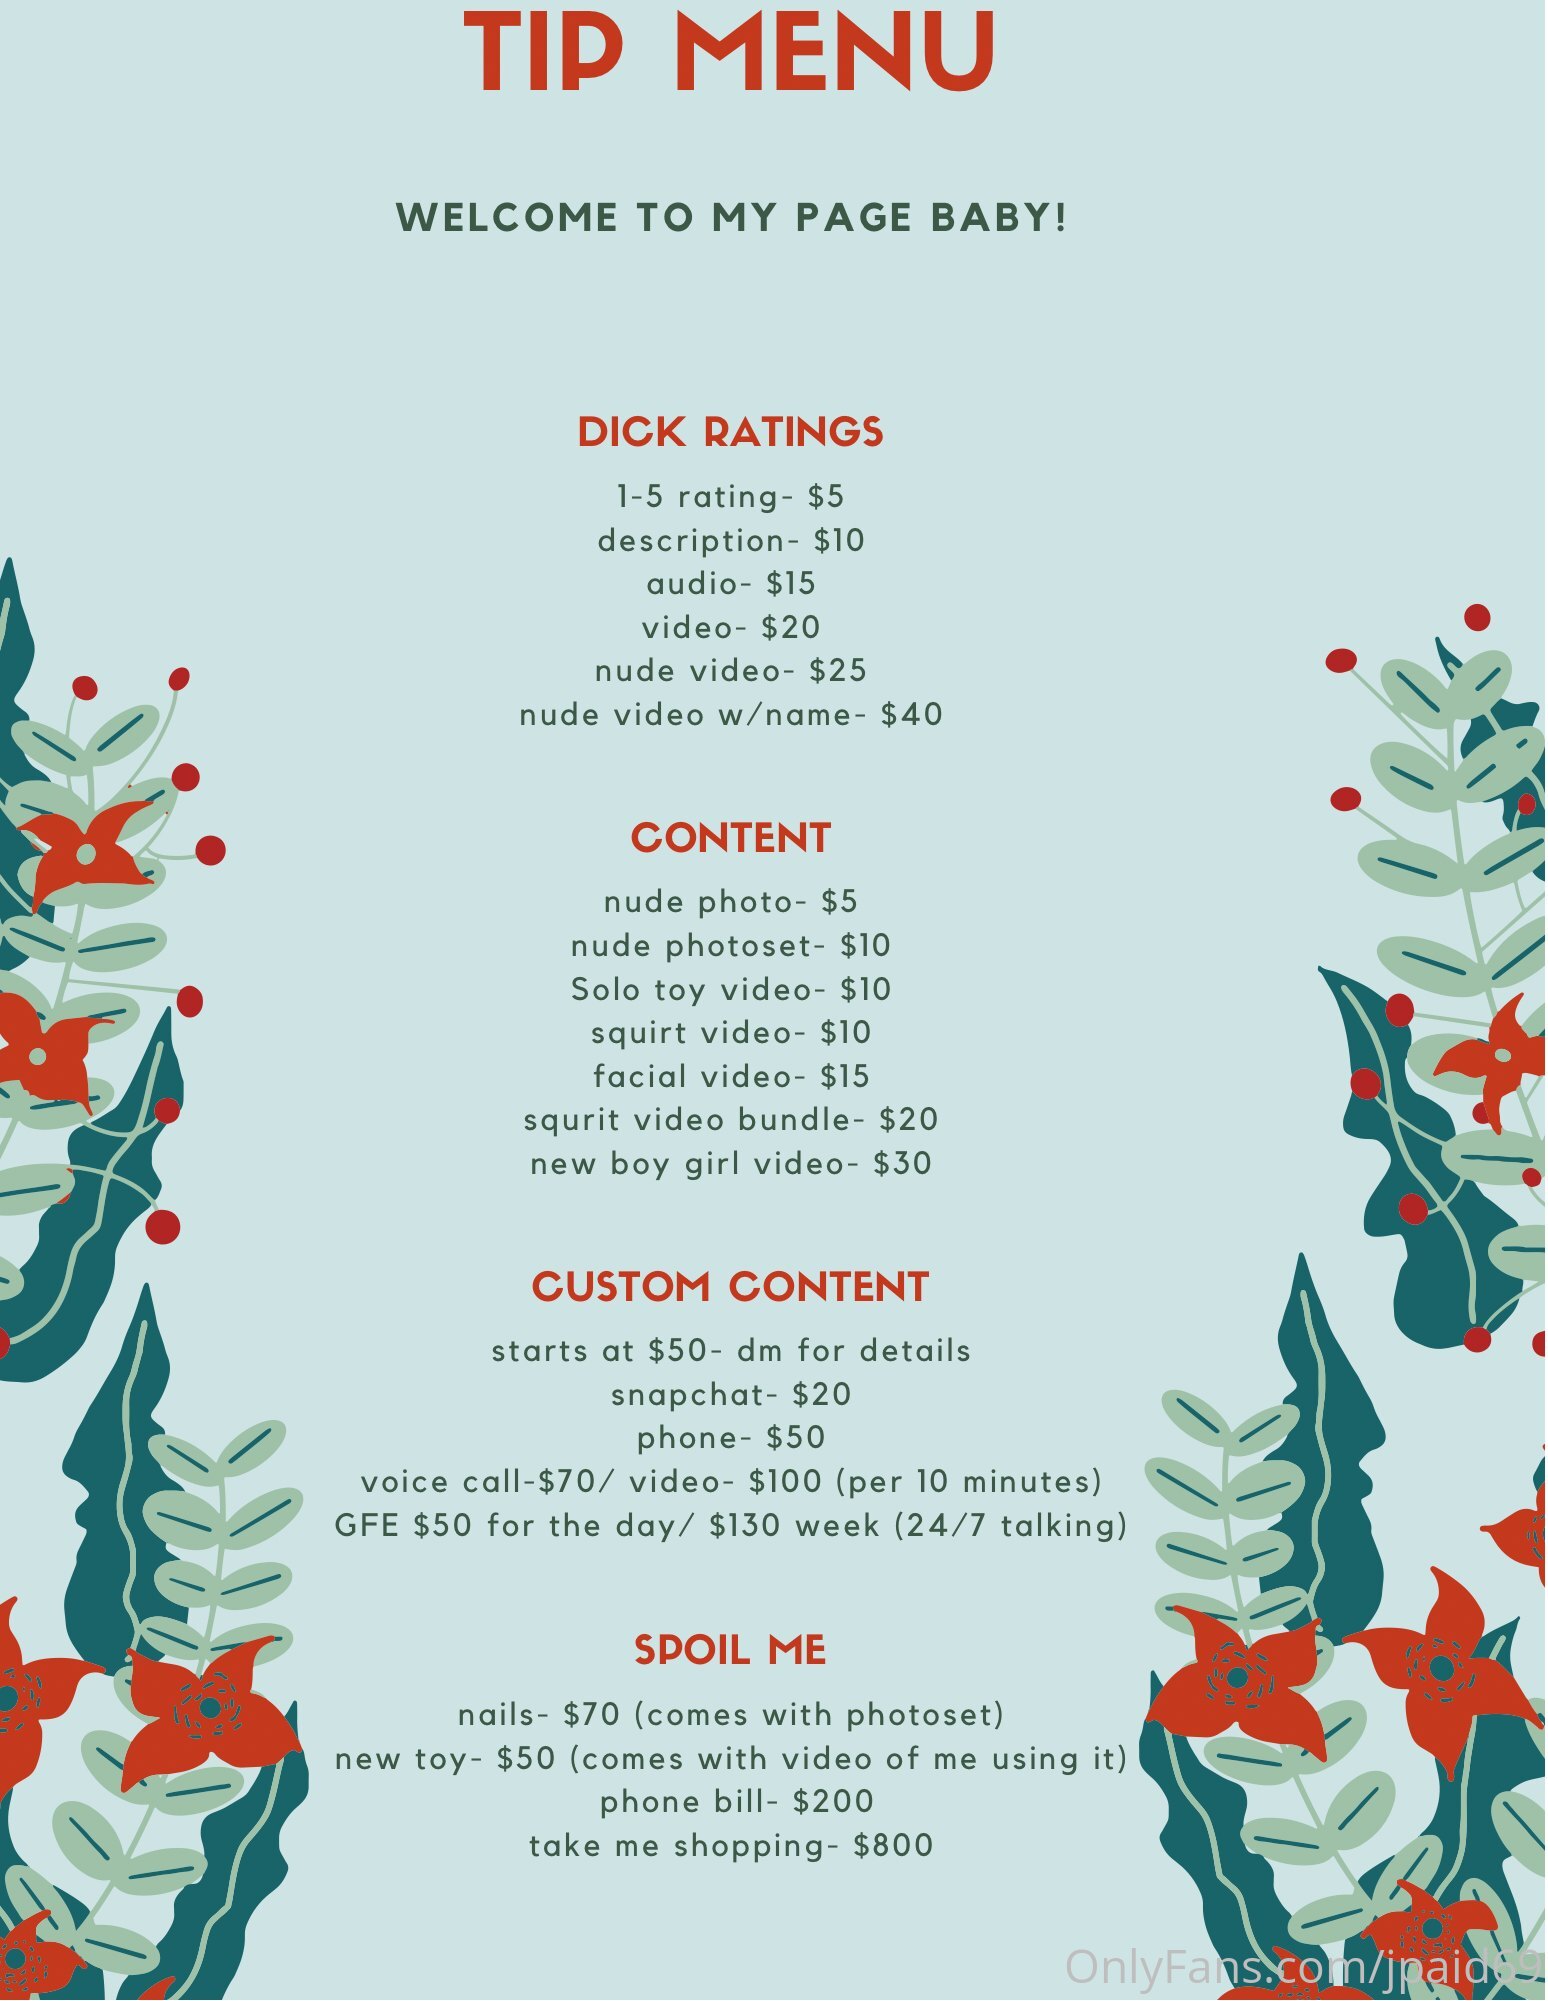 TIP MENU
WELCOME TO MY PAGE BABY!
DICK RATINGS
1-5 rating- $5
description- $10
audio- $15
video- $20
nude video- $25
nude video w/name- $40
CONTENT
nude photo- $5
nude photoset- $10
Solo toy video- $10
squirt video- $10
facial video- $15
squrit video bundle- $20
new boy girl video- $30
CUSTOM CONTENT
starts at $50- dm for details
snapchat- $20
phone- $50
voice call-$70/ video- $100 (per 10 minutes)
GFE $50 for the day/ $130 week (24/7 talking)
SPOIL ME
nails- $70 (comes with photoset)
new toy- $50 (comes with video of me using it)
phone bill- $200
take me shopping- $800
OnlyFans.com/jpaid69